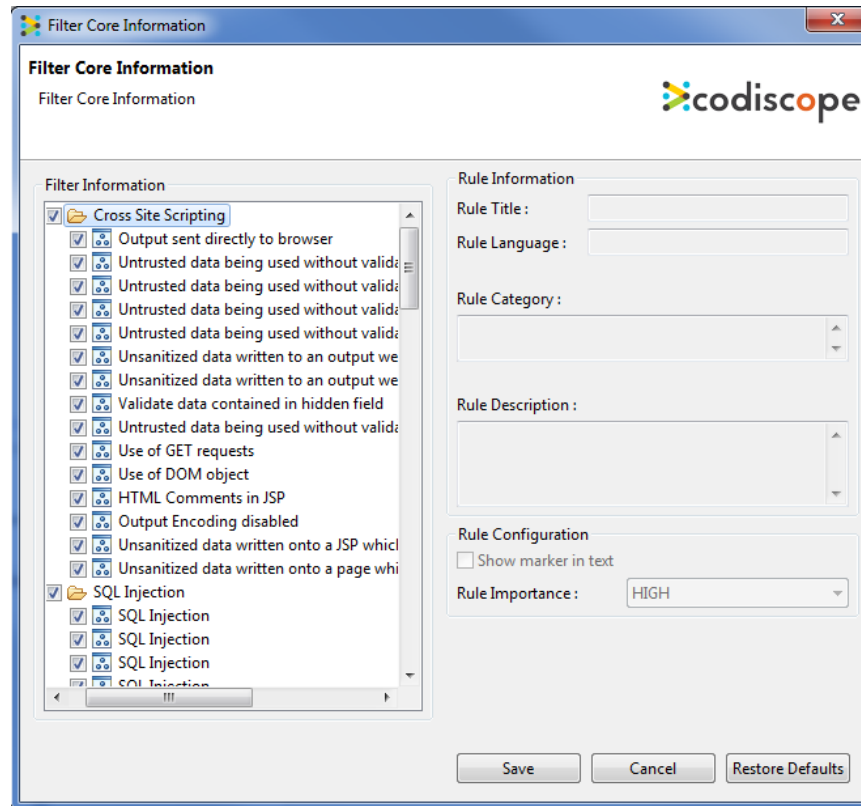 Filter Core Information
x
Filter Core Information
Filter Core Information
codiscope
Filter Information
Cross Site Scripting
Output sent directly to browser
Untrusted data being used without valida
Untrusted data being used without valida
Untrusted data being used without valida
Untrusted data being used without valida
Unsanitized data written to an output we
Unsanitized data written to an output we
Validate data contained in hidden field
Untrusted data being used without valida
Use of GET requests
Use of DOM object
HTML Comments in JSP
Output Encoding disabled
Unsanitized data written onto a JSP whicl
Unsanitized data written onto a page whi
SQL Injection
SQL Injection
SQL Injection
SQL Injection
SQL Injection
Rule Information
Rule Title :
Rule Language :
Rule Category :
Rule Description :
Rule Configuration
Show marker in text
Rule Importance :
HIGH
Save
Cancel
Restore Defaults